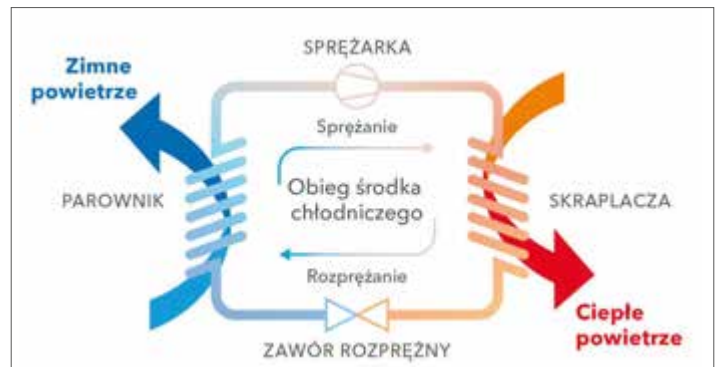 SPRĘŻARKA
Zimne
powietrze
Sprężanie
PAROWNIK
Obieg środka
chłodniczego
SKRAPLACZA
Rozprężanie
Ciepłe
powietrze
ZAWÓR ROZPRĘŻNY